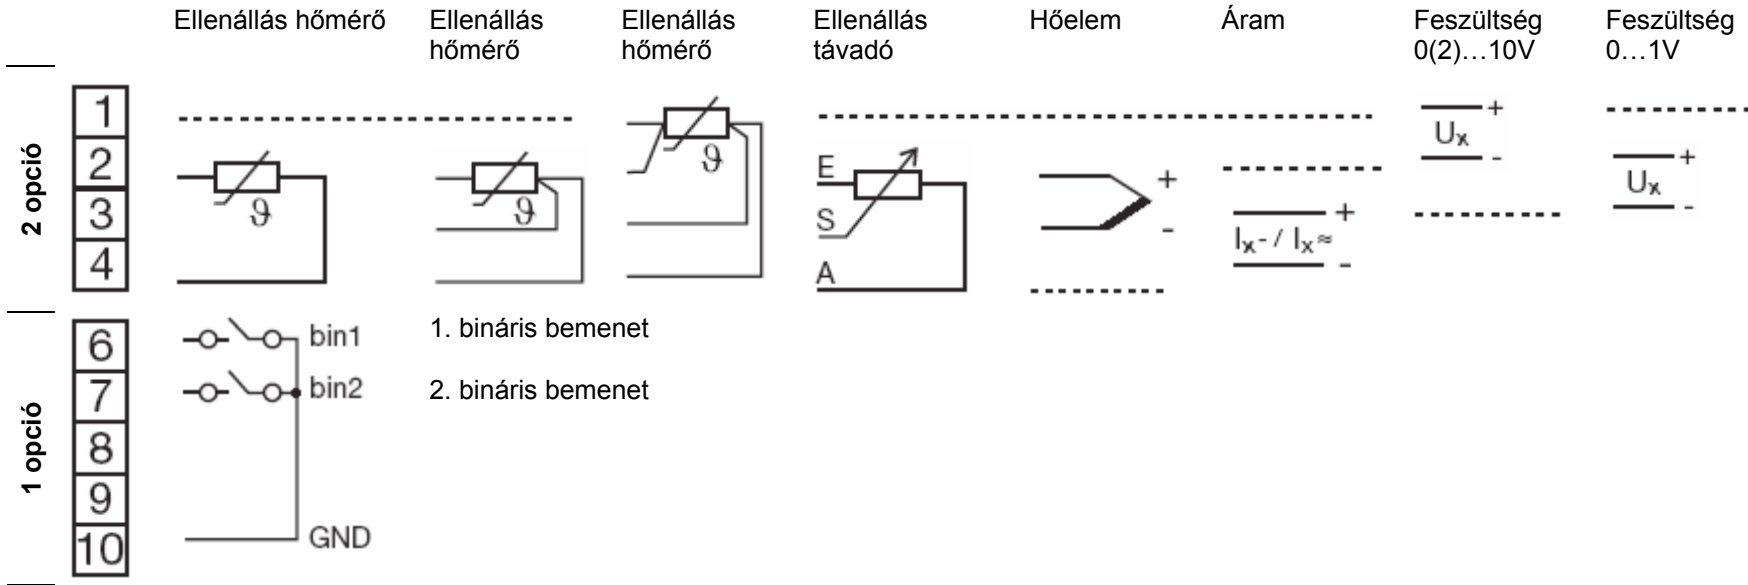 Ellenállás hőmérő
Ellenállás
hőmérő
Ellenállás
hőmérő
Ellenállás
távadó
Hőelem
Áram
Feszültség
0(2)…10V
Feszültség
0…1V
2 opció
1
2
3
4
ϑ
ϑ
ϑ
E
S
A
+
-
+
Ix- / Ix≈
-
+
Ux
-
+
Ux
-
1 opció
6
7
8
9
10
bin1
bin2
GND
1. bináris bemenet
2. bináris bemenet